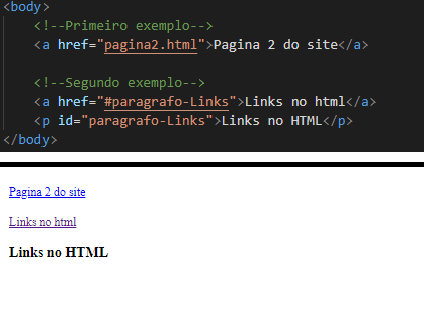 <body>
<!--Primeiro exemplo-->
<a href="pagina2.html">Pagina 2 do site</a>
<!--Segundo exemplo-->
<a href="#paragrafo-Links">Links no html</a>
<p id="paragrafo-Links">Links no HTML</p>
</body>
Pagina 2 do site
Links no html
Links no HTML